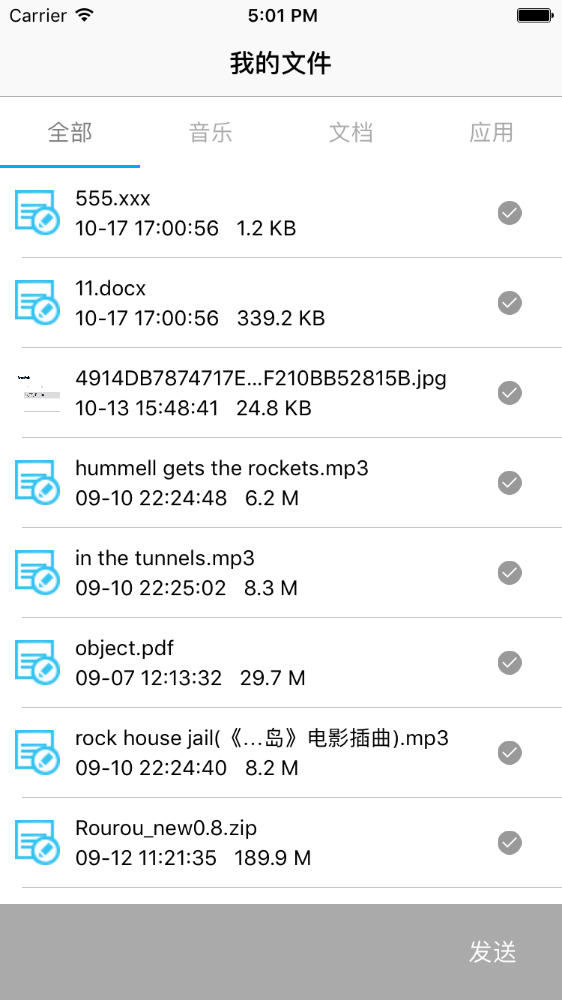 Carrier 5:01 PM
我的文件
全部 音乐 文档 应用
555.xxx
10-17 17:00:56 1.2 KB
11.docx
10-17 17:00:56 339.2 KB
4914DB7874717E...F210BB52815B.jpg
10-13 15:48:41 24.8 KB
hummell gets the rockets.mp3
09-10 22:24:48 6.2 M
in the tunnels.mp3
09-10 22:25:02 8.3 M
object.pdf
09-07 12:13:32 29.7 M
rock house jail(《...岛》电影插曲).mp3
09-10 22:24:40 8.2 M
Rourou_new0.8.zip
09-12 11:21:35 189.9 M
发送